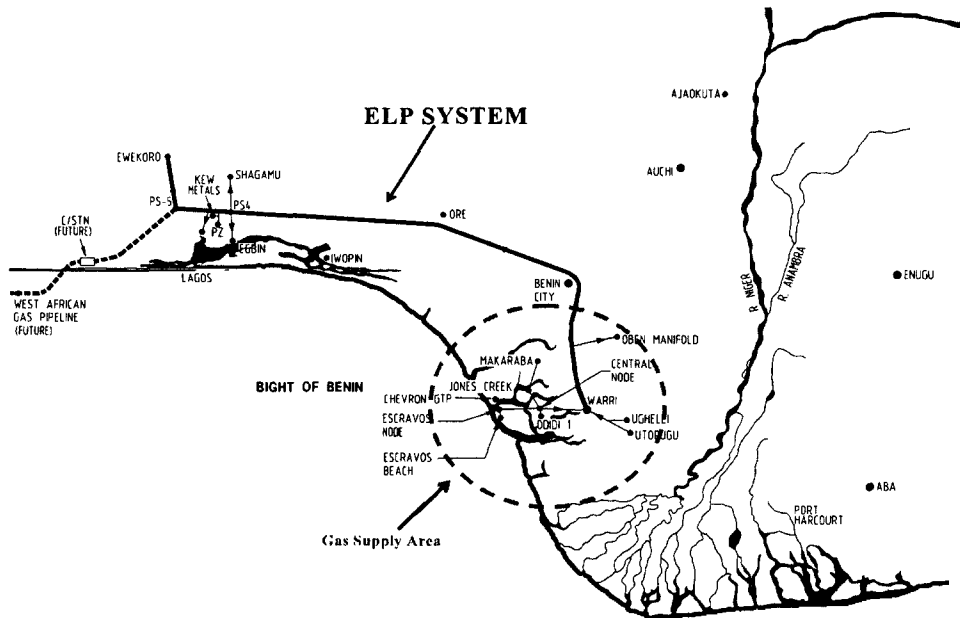 AJAOKUTA
ELP SYSTEM
EWEKORO
KEW
METALS
SHAGAMU
AUCHI
PS-5
PS4
ORE
C/STN
(FUTURE)
PZ
EGBIN
IWOPIN
LAGOS
R. NIGER
R. ANAMBRA
ENUGU
BENIN
CITY
WEST AFRICAN
GAS PIPELINE
(FUTURE)
OBEN MANIFOLD
MAKARABA
CENTRAL
NODE
BIGHT OF BENIN
JONES CREEK
CHEVRON GTP
WARRI
ESCRAVOS
NODE
ODIDI 1
UGHELLI
UTORUGU
ESCRAVOS
BEACH
ABA
PORT
HARCOURT
Gas Supply Area